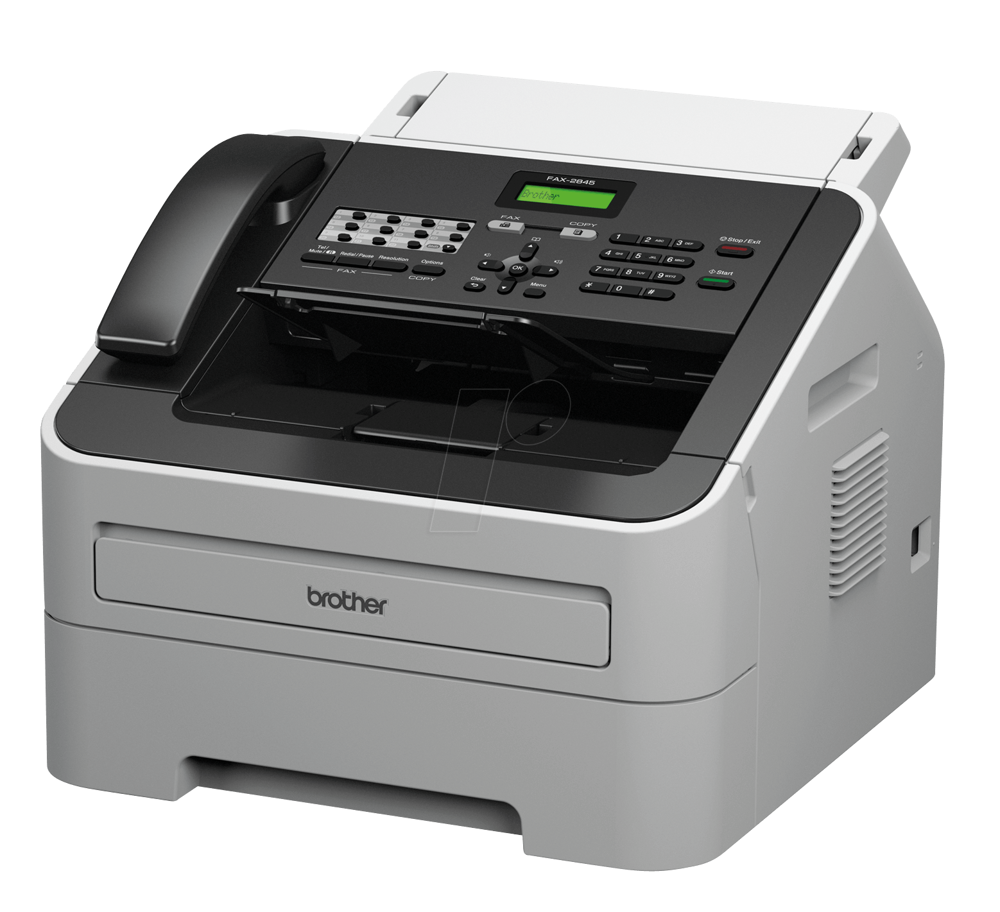 FAX-2845
Brother
FAX
COPY
Tel/
Mute/ R
Redial/Pause
Resolution
Options
FAX
COPY
Shift
OK
Clear
Menu
1
2 ABC
3 DEF
4 GHI
5 JKL
6 MNO
7 PQRS
8 TUV
9 WXYZ
*
0
#
Stop/Exit
Start
brother